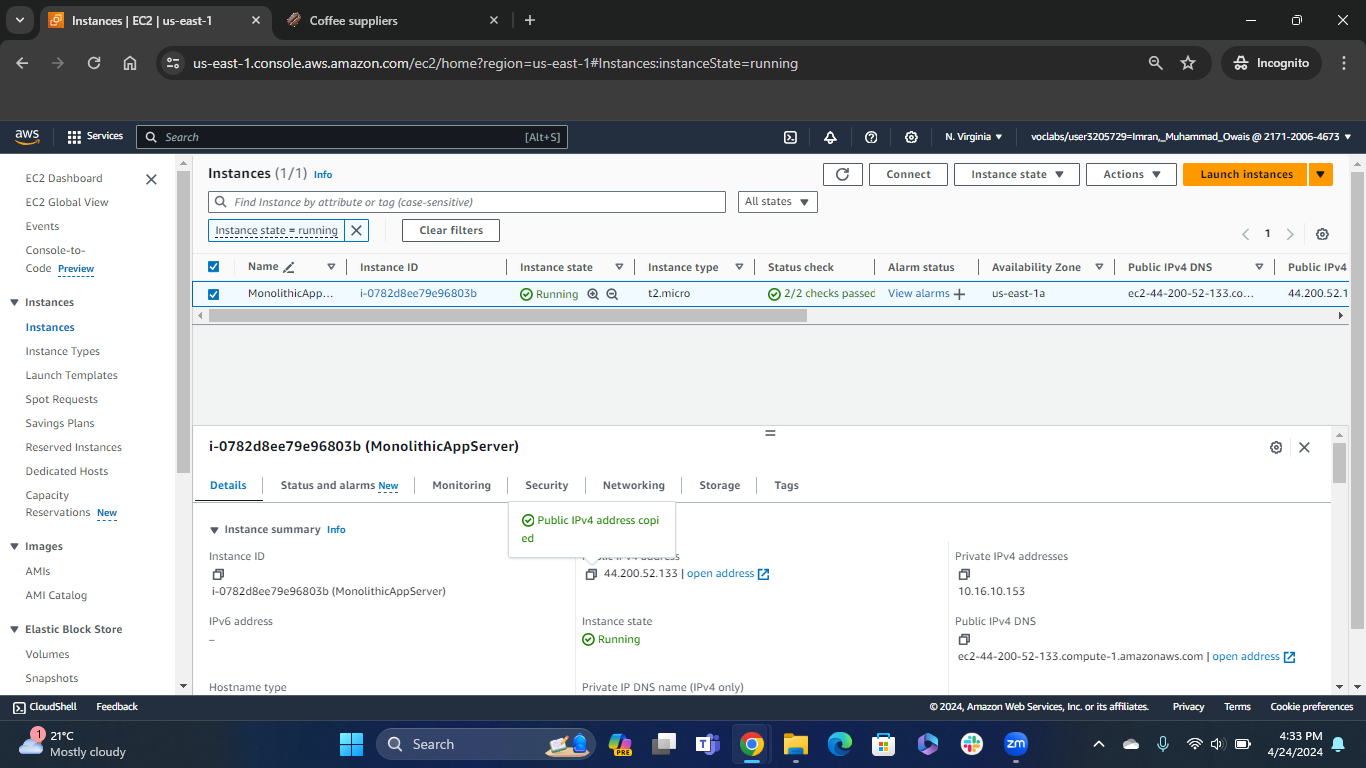 Instances | EC2 | us-east-1
Coffee suppliers
us-east-1.console.aws.amazon.com/ec2/home?region=us-east-1#Instances:instanceState=running
Incognito
aws
Services
Search
[Alt+S]
N. Virginia
voclabs/user3205729=Imran,_Muhammad_Owais @ 2171-2006-4673
EC2 Dashboard
EC2 Global View
Events
Console-to-
Code Preview
Instances
Instances
Instance Types
Launch Templates
Spot Requests
Savings Plans
Reserved Instances
Dedicated Hosts
Capacity
Reservations New
Images
AMIs
AMI Catalog
Elastic Block Store
Volumes
Snapshots
Instances (1/1) Info
Connect
Instance state
Actions
Launch instances
Find Instance by attribute or tag (case-sensitive)
All states
Instance state = running
Clear filters
1
Name
Instance ID
Instance state
Instance type
Status check
Alarm status
Availability Zone
Public IPv4 DNS
Public IPv4
MonolithicApp...
i-0782d8ee79e96803b
Running
t2.micro
2/2 checks passed
View alarms
us-east-1a
ec2-44-200-52-133.co...
44.200.52.1
i-0782d8ee79e96803b (MonolithicAppServer)
Details
Status and alarms New
Monitoring
Security
Networking
Storage
Tags
Instance summary Info
Public IPv4 address copi
ed
Instance ID
i-0782d8ee79e96803b (MonolithicAppServer)
Public IPv4 address
44.200.52.133 | open address
Private IPv4 addresses
10.16.10.153
IPv6 address
–
Instance state
Running
Public IPv4 DNS
ec2-44-200-52-133.compute-1.amazonaws.com | open address
Hostname type
Private IP DNS name (IPv4 only)
CloudShell
Feedback
© 2024, Amazon Web Services, Inc. or its affiliates.
Privacy
Terms
Cookie preferences
1
21°C
Mostly cloudy
Search
PRE
zm
4:33 PM
4/24/2024